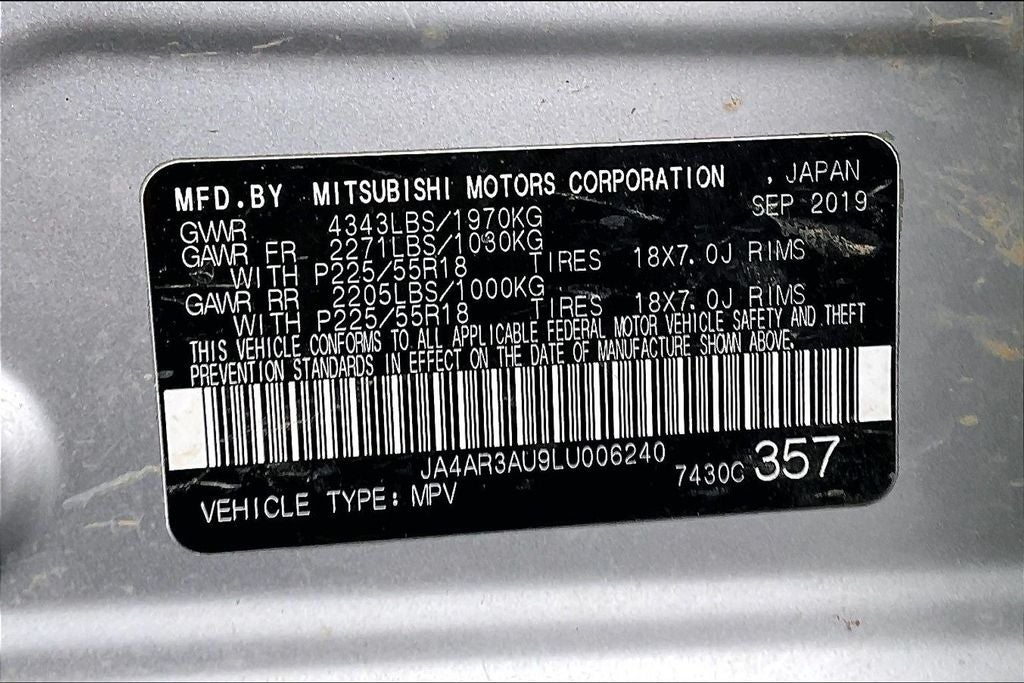 MFD.BY MITSUBISHI MOTORS CORPORATION , JAPAN
SEP 2019
GVWR 4343LBS/1970KG
GAWR FR 2271LBS/1030KG
WITH P225/55R18 TIRES 18X7.0J RIMS
GAWR RR 2205LBS/1000KG
WITH P225/55R18 TIRES 18X7.0J RIMS
THIS VEHICLE CONFORMS TO ALL APPLICABLE FEDERAL MOTOR VEHICLE SAFETY AND THEFT
PREVENTION STANDARDS IN EFFECT ON THE DATE OF MANUFACTURE SHOWN ABOVE.
JA4AR3AU9LU006240
7430C 357
VEHICLE TYPE: MPV